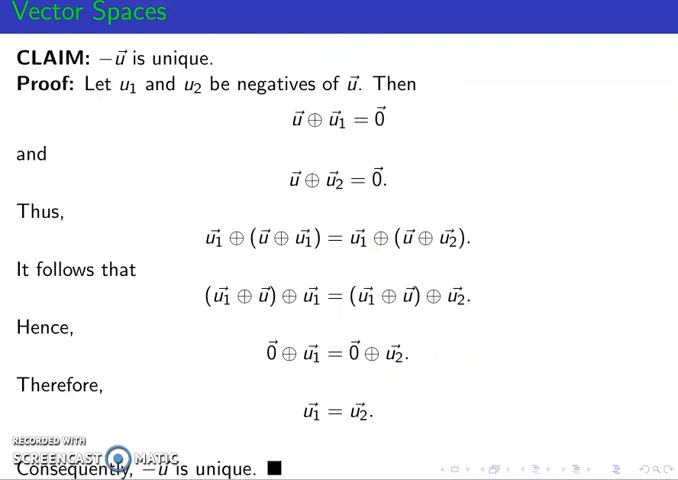 Vector Spaces
CLAIM: −u⃗ is unique.
Proof: Let u₁ and u₂ be negatives of u⃗. Then
u⃗ ⊕ u⃗₁ = 0⃗
and
u⃗ ⊕ u⃗₂ = 0⃗.
Thus,
u⃗₁ ⊕ (u⃗ ⊕ u⃗₁) = u⃗₁ ⊕ (u⃗ ⊕ u⃗₂).
It follows that
(u⃗₁ ⊕ u⃗) ⊕ u⃗₁ = (u⃗₁ ⊕ u⃗) ⊕ u⃗₂.
Hence,
0⃗ ⊕ u⃗₁ = 0⃗ ⊕ u⃗₂.
Therefore,
u⃗₁ = u⃗₂.
RECORDED WITH
SCREENCAST MATIC
Consequently, −u⃗ is unique. ■